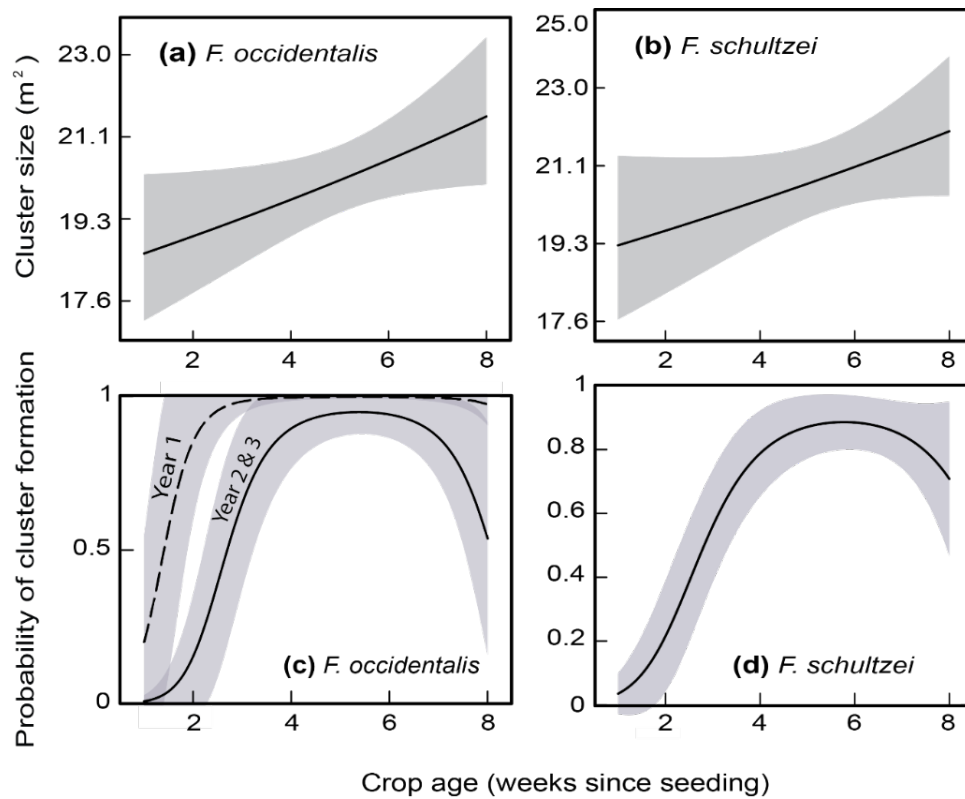 Cluster size (m²)
(a) F. occidentalis
23.0
21.1
19.3
17.6
2 4 6 8
(b) F. schultzei
25.0
23.0
21.1
19.3
17.6
2 4 6 8
Probability of cluster formation
1
0.5
0
Year 1
Year 2 & 3
(c) F. occidentalis
2 4 6 8
1
0.8
0.6
0.4
0.2
0
(d) F. schultzei
2 4 6 8
Crop age (weeks since seeding)